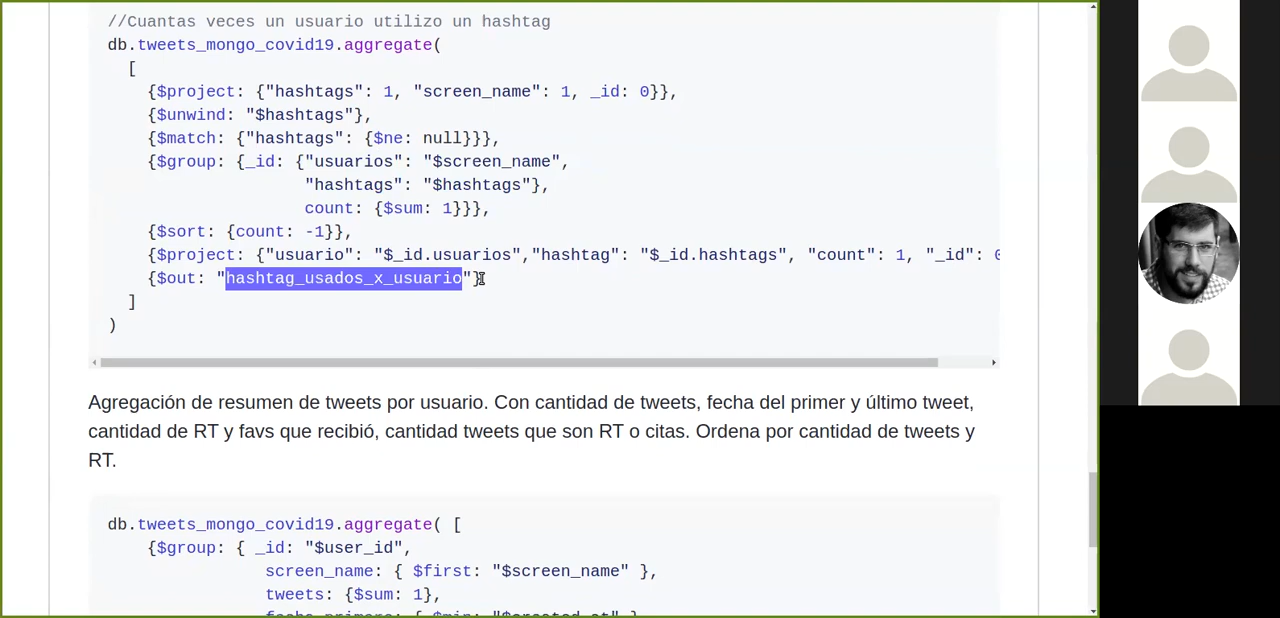 //Cuantas veces un usuario utilizo un hashtag
db.tweets_mongo_covid19.aggregate(
[
{$project: {"hashtags": 1, "screen_name": 1, _id: 0}},
{$unwind: "$hashtags"},
{$match: {"hashtags": {$ne: null}}},
{$group: {_id: {"usuarios": "$screen_name",
"hashtags": "$hashtags"},
count: {$sum: 1}}},
{$sort: {count: -1}},
{$project: {"usuario": "$_id.usuarios","hashtag": "$_id.hashtags", "count": 1, "_id": 0
{$out: "hashtag_usados_x_usuario"}
]
)
Agregación de resumen de tweets por usuario. Con cantidad de tweets, fecha del primer y último tweet,
cantidad de RT y favs que recibió, cantidad tweets que son RT o citas. Ordena por cantidad de tweets y
RT.
db.tweets_mongo_covid19.aggregate( [
{$group: { _id: "$user_id",
screen_name: { $first: "$screen_name" },
tweets: {$sum: 1},